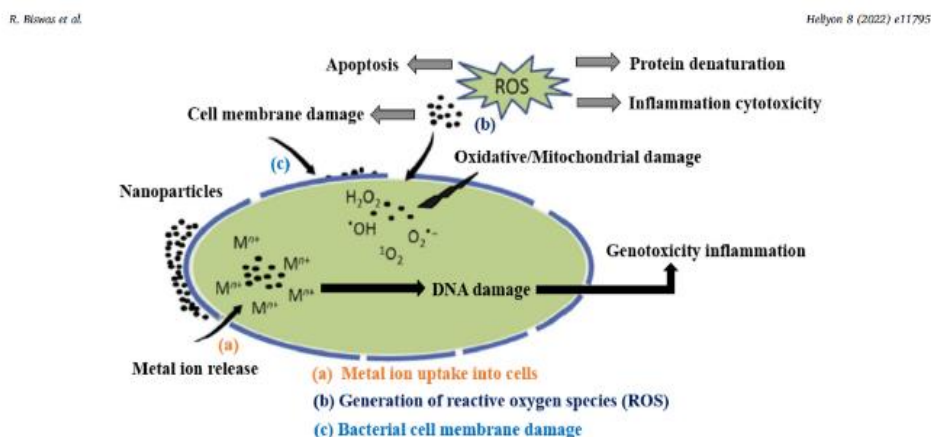 R. Biswas et al.
Heliyon 8 (2022) e11795
Apoptosis
ROS
Protein denaturation
Inflammation cytotoxicity
Cell membrane damage
(b)
Oxidative/Mitochondrial damage
(c)
Nanoparticles
H₂O₂
•OH
O₂•−
¹O₂
Mⁿ⁺
Mⁿ⁺
Mⁿ⁺
Mⁿ⁺
Mⁿ⁺
Genotoxicity inflammation
DNA damage
(a)
Metal ion release
(a) Metal ion uptake into cells
(b) Generation of reactive oxygen species (ROS)
(c) Bacterial cell membrane damage